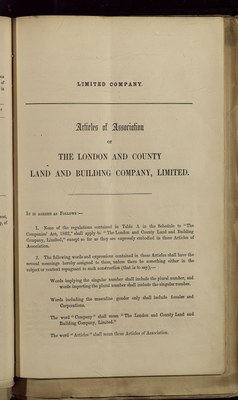 LIMITED COMPANY.
Articles of Association
OF
THE LONDON AND COUNTY
LAND AND BUILDING COMPANY, LIMITED.
IT IS AGREED AS FOLLOWS:—
1. None of the regulations contained in Table A in the Schedule to "The
Companies' Act, 1862," shall apply to "The London and County Land and Building
Company, Limited," except so far as they are expressly embodied in these Articles of
Association.
2. The following words and expressions contained in these Articles shall have the
several meanings hereby assigned to them, unless there be something either in the
subject or context repugnant to such construction (that is to say),—
Words implying the singular number shall include the plural number, and
words importing the plural number shall include the singular number.
Words including the masculine gender only shall include females and
Corporations.
The word "Company" shall mean "The London and County Land and
Building Company, Limited."
The word "Articles" shall mean these Articles of Association.